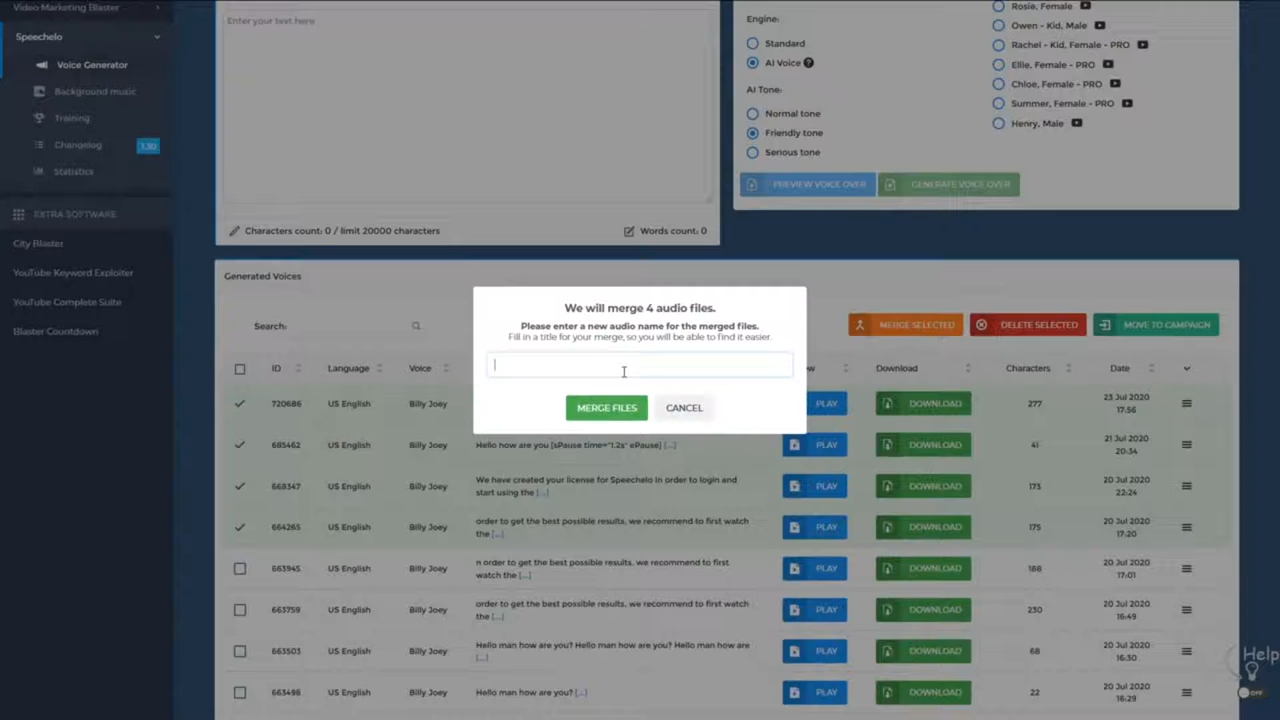 Video Marketing Blaster
Speechelo
Voice Generator
Background music
Training
Changelog
1.30
Statistics
EXTRA SOFTWARE
City Blaster
YouTube Keyword Exploiter
YouTube Complete Suite
Blaster Countdown
Enter your text here
Characters count: 0 / limit 20000 characters
Words count: 0
Engine:
Standard
AI Voice
AI Tone:
Normal tone
Friendly tone
Serious tone
Rosie, Female
Owen - Kid, Male
Rachel - Kid, Female - PRO
Ellie, Female - PRO
Chloe, Female - PRO
Summer, Female - PRO
Henry, Male
PREVIEW VOICE OVER
GENERATE VOICE OVER
Generated Voices
Search:
MERGE SELECTED
DELETE SELECTED
MOVE TO CAMPAIGN
We will merge 4 audio files.
Please enter a new audio name for the merged files.
Fill in a title for your merge, so you will be able to find it easier.
MERGE FILES
CANCEL
ID Language Voice Download Characters Date
720686 US English Billy Joey PLAY DOWNLOAD 277 23 Jul 2020
17:56
685462 US English Billy Joey Hello how are you [sPause time="1.2s" ePause] [...] PLAY DOWNLOAD 41 21 Jul 2020
20:34
668347 US English Billy Joey We have created your license for Speechelo In order to login and
start using the [...] PLAY DOWNLOAD 173 20 Jul 2020
22:24
664265 US English Billy Joey order to get the best possible results, we recommend to first watch
the [...] PLAY DOWNLOAD 175 20 Jul 2020
17:20
663945 US English Billy Joey n order to get the best possible results, we recommend to first
watch the [...] PLAY DOWNLOAD 188 20 Jul 2020
17:01
663759 US English Billy Joey order to get the best possible results, we recommend to first watch
the [...] PLAY DOWNLOAD 230 20 Jul 2020
16:49
663503 US English Billy Joey Hello man how are you? Hello man how are you? Hello man how are
[...] PLAY DOWNLOAD 68 20 Jul 2020
16:30
663498 US English Billy Joey Hello man how are you? [...] PLAY DOWNLOAD 22 20 Jul 2020
16:29
Help
OFF